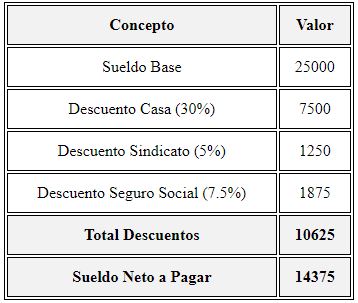 Concepto Valor
Sueldo Base 25000
Descuento Casa (30%) 7500
Descuento Sindicato (5%) 1250
Descuento Seguro Social (7.5%) 1875
Total Descuentos 10625
Sueldo Neto a Pagar 14375